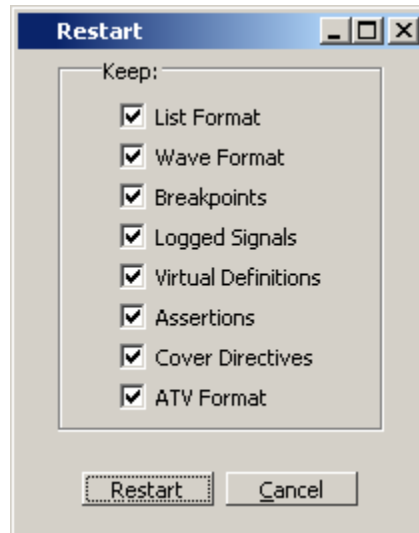 Restart
Keep:
List Format
Wave Format
Breakpoints
Logged Signals
Virtual Definitions
Assertions
Cover Directives
ATV Format
Restart Cancel